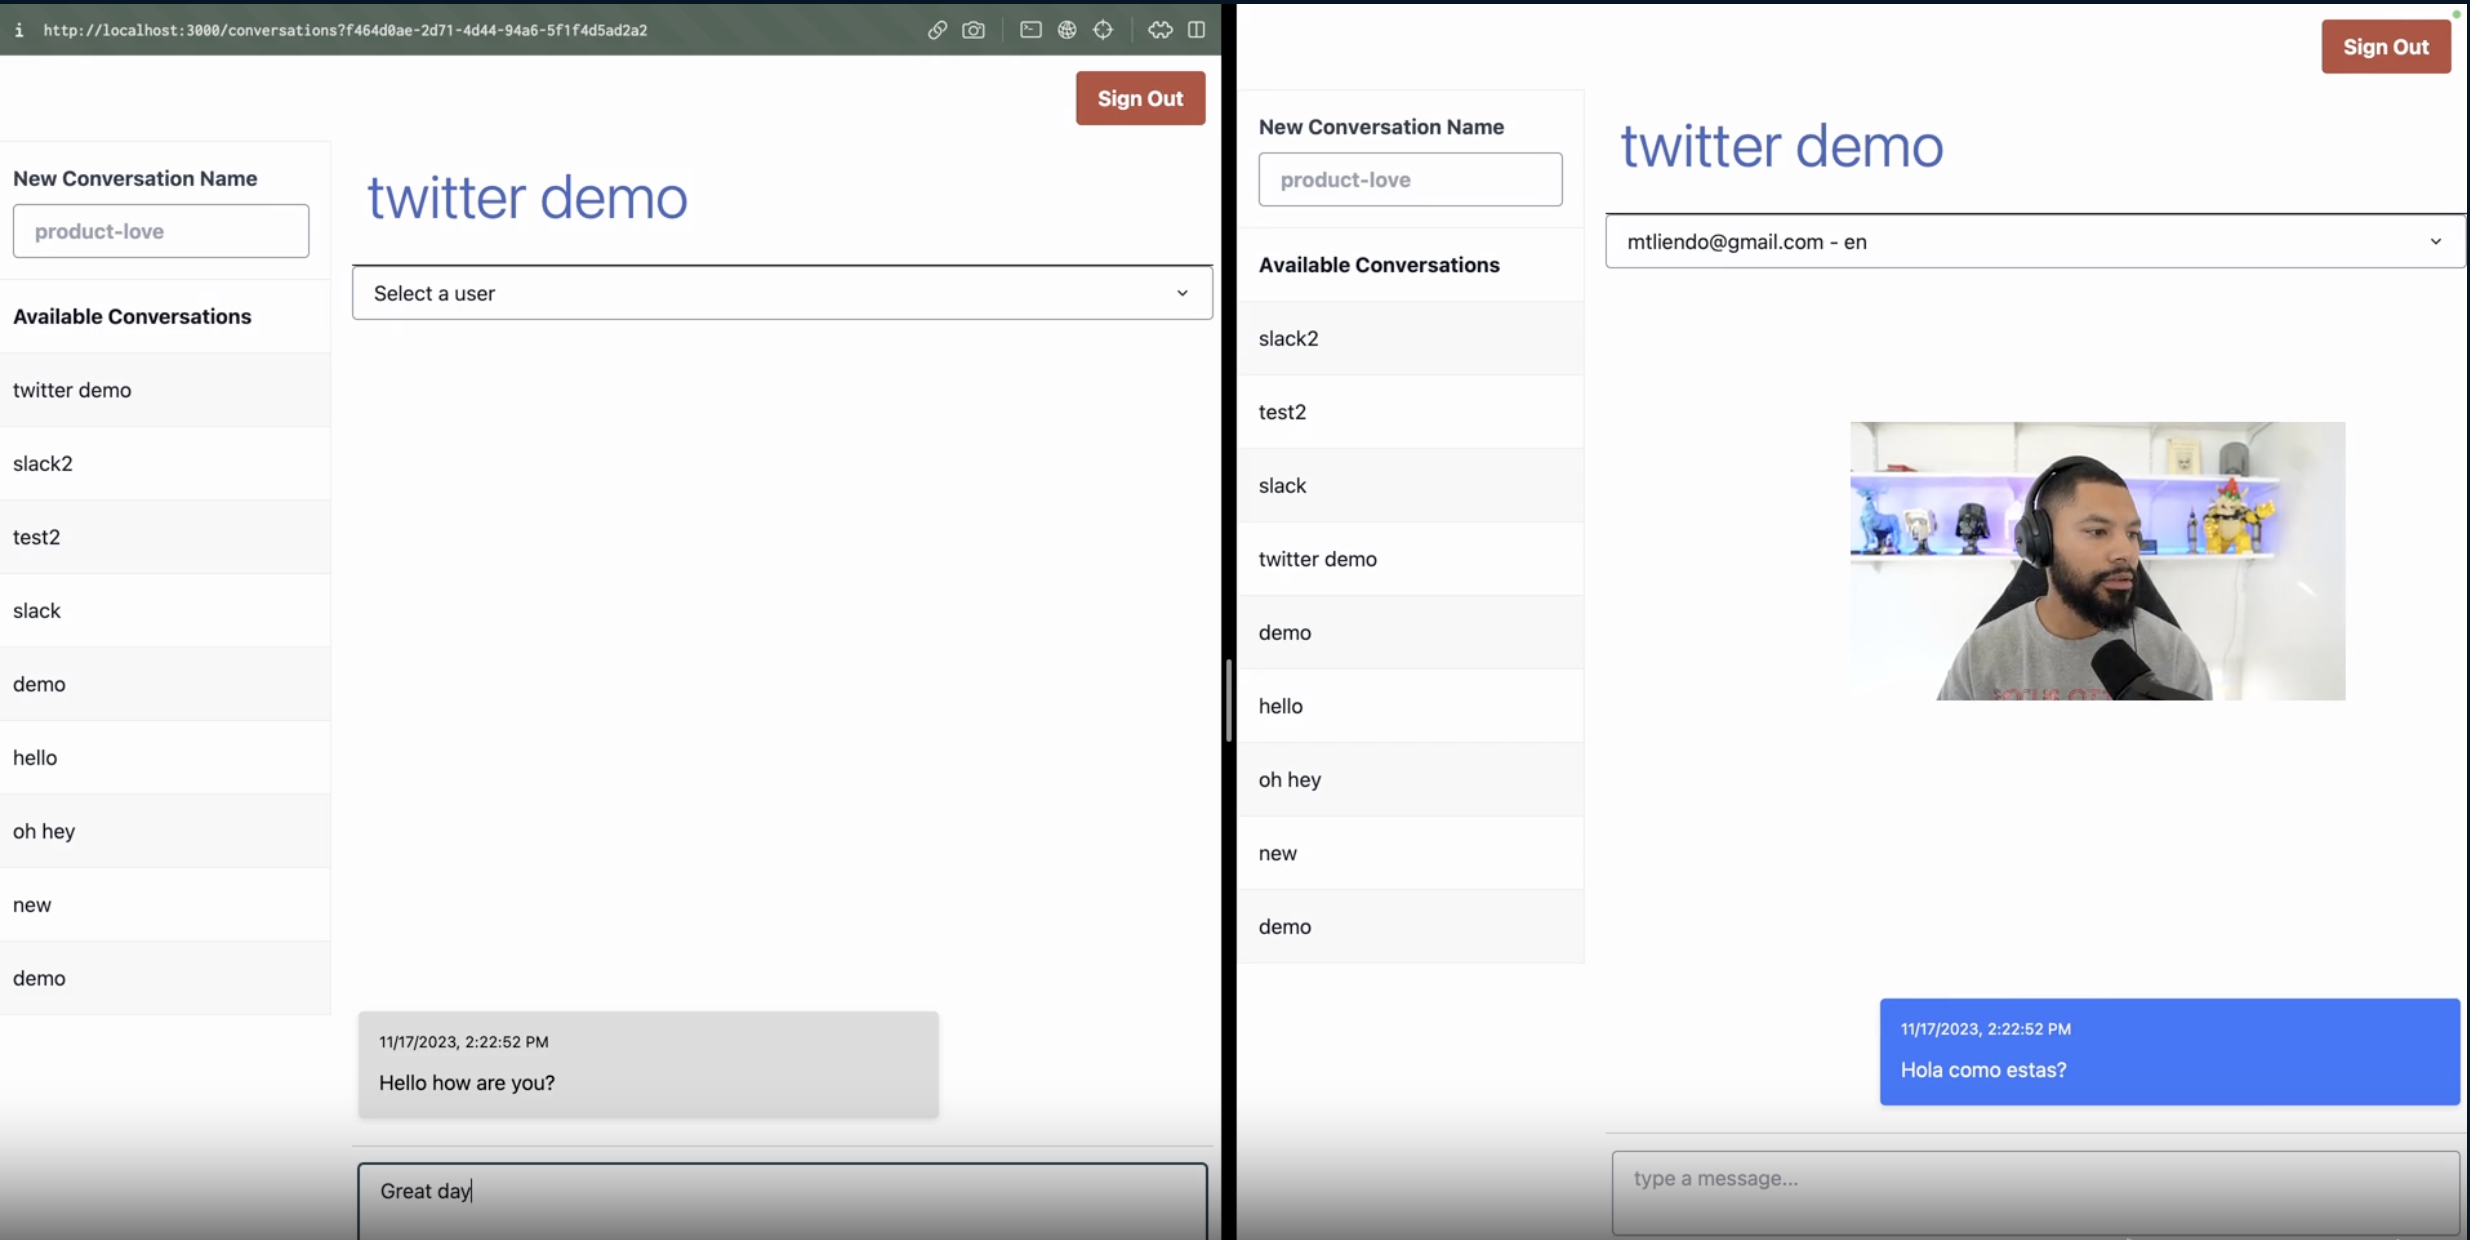 http://localhost:3000/conversations?f464d0ae-2d71-4d44-94a6-5f1f4d5ad2a2
Sign Out
New Conversation Name
product-love
Available Conversations
twitter demo
slack2
test2
slack
demo
hello
oh hey
new
demo
twitter demo
Select a user
11/17/2023, 2:22:52 PM
Hello how are you?
Great day
Sign Out
New Conversation Name
product-love
Available Conversations
slack2
test2
slack
twitter demo
demo
hello
oh hey
new
demo
twitter demo
mtliendo@gmail.com - en
11/17/2023, 2:22:52 PM
Hola como estas?
type a message...